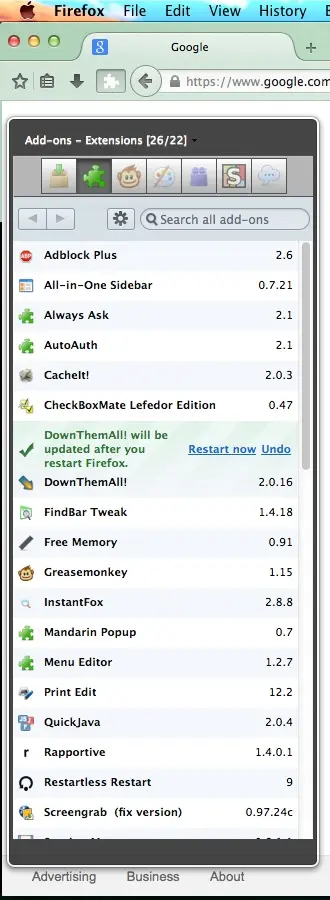 Firefox File Edit View History
Google
https://www.google.com
Add-ons – Extensions [26/22]
Search all add-ons
ABP Adblock Plus 2.6
All-in-One Sidebar 0.7.21
Always Ask 2.1
AutoAuth 2.1
CacheIt! 2.0.3
CheckBoxMate Lefedor Edition 0.47
DownThemAll! will be
updated after you
restart Firefox.
Restart now Undo
DownThemAll! 2.0.16
FindBar Tweak 1.4.18
Free Memory 0.91
Greasemonkey 1.15
InstantFox 2.8.8
Mandarin Popup 0.7
Menu Editor 1.2.7
Print Edit 12.2
QuickJava 2.0.4
r Rapportive 1.4.0.1
Restartless Restart 9
Screengrab (fix version) 0.97.24c
Advertising Business About